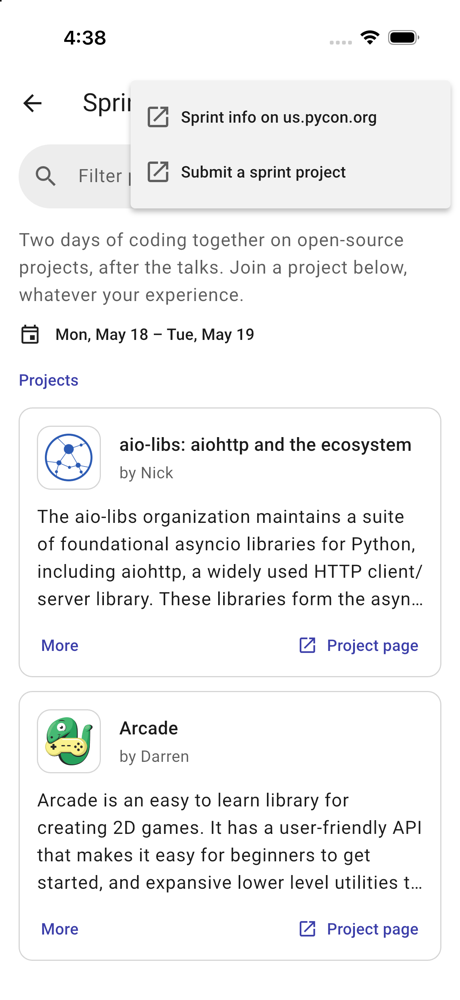 4:38
Sprin
Sprint info on us.pycon.org
Submit a sprint project
Filter
Two days of coding together on open-source
projects, after the talks. Join a project below,
whatever your experience.
Mon, May 18 – Tue, May 19
Projects
aio-libs: aiohttp and the ecosystem
by Nick
The aio-libs organization maintains a suite
of foundational asyncio libraries for Python,
including aiohttp, a widely used HTTP client/
server library. These libraries form the asyn…
More
Project page
Arcade
by Darren
Arcade is an easy to learn library for
creating 2D games. It has a user-friendly API
that makes it easy for beginners to get
started, and expansive lower level utilities t…
More
Project page